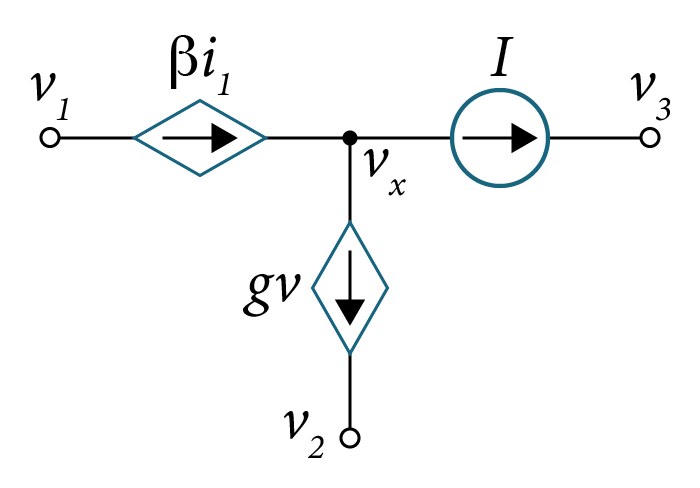 βi₁
I
v₁
v₃
vₓ
gv
v₂